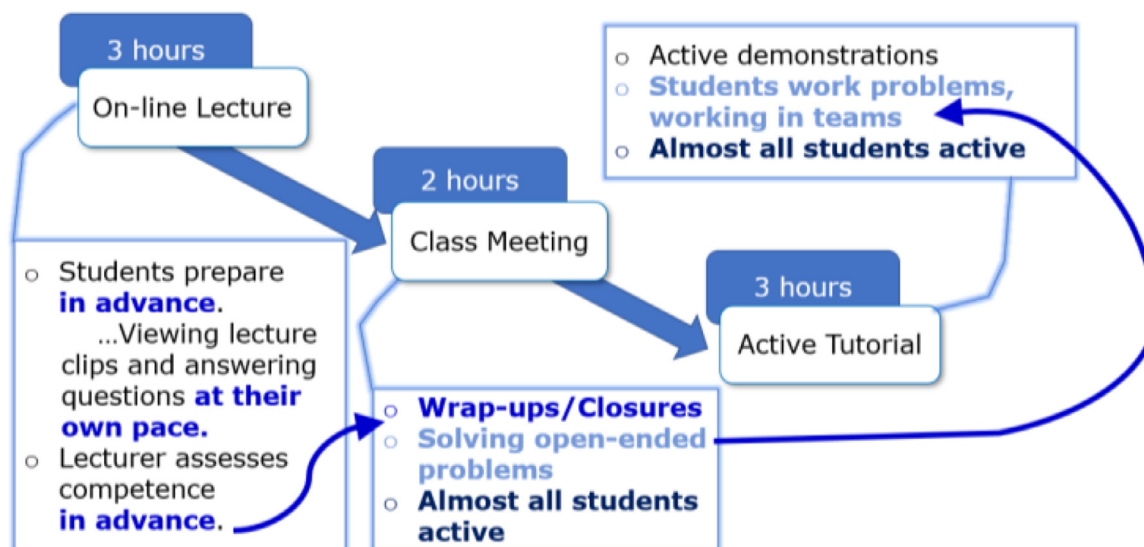 3 hours
On-line Lecture
o Students prepare
in advance.
...Viewing lecture
clips and answering
questions at their
own pace.
o Lecturer assesses
competence
in advance.
2 hours
Class Meeting
o Wrap-ups/Closures
o Solving open-ended
problems
o Almost all students
active
3 hours
Active Tutorial
o Active demonstrations
o Students work problems,
working in teams
o Almost all students active